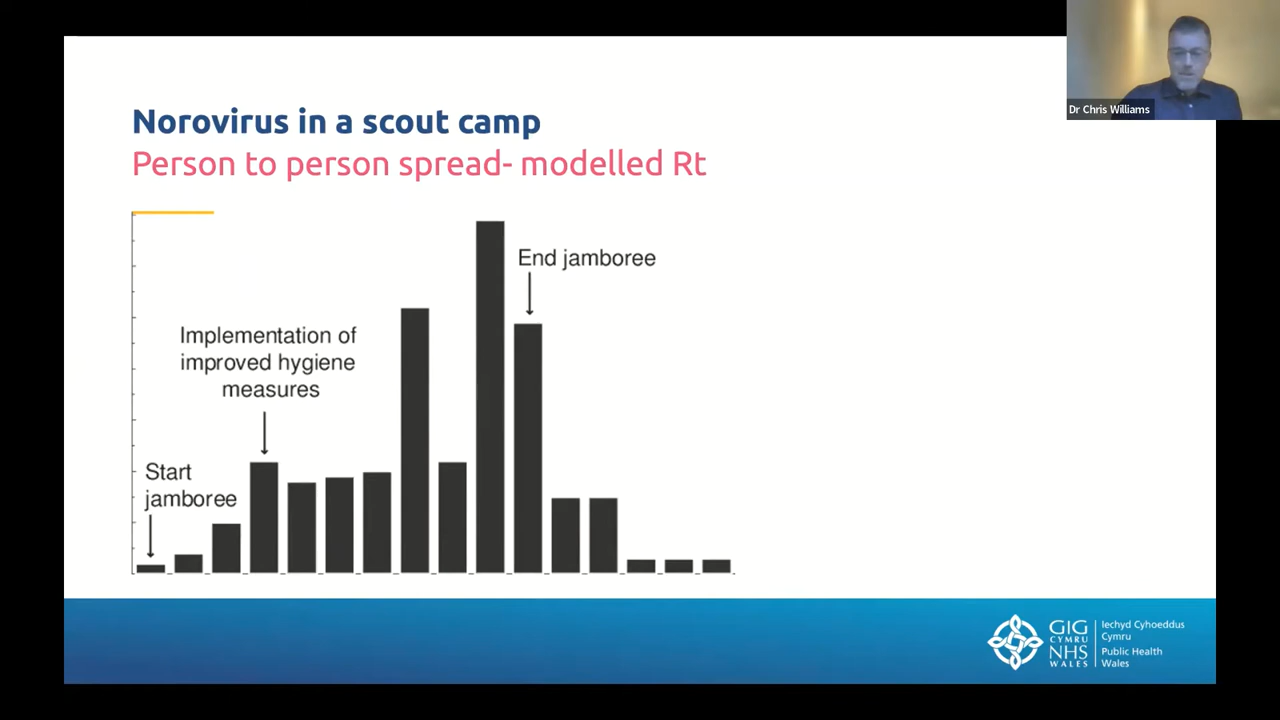 Dr Chris Williams
Norovirus in a scout camp
Person to person spread- modelled Rt
End jamboree
Implementation of
improved hygiene
measures
Start
jamboree
GIG
CYMRU
NHS
WALES
Iechyd Cyhoeddus
Cymru
Public Health
Wales